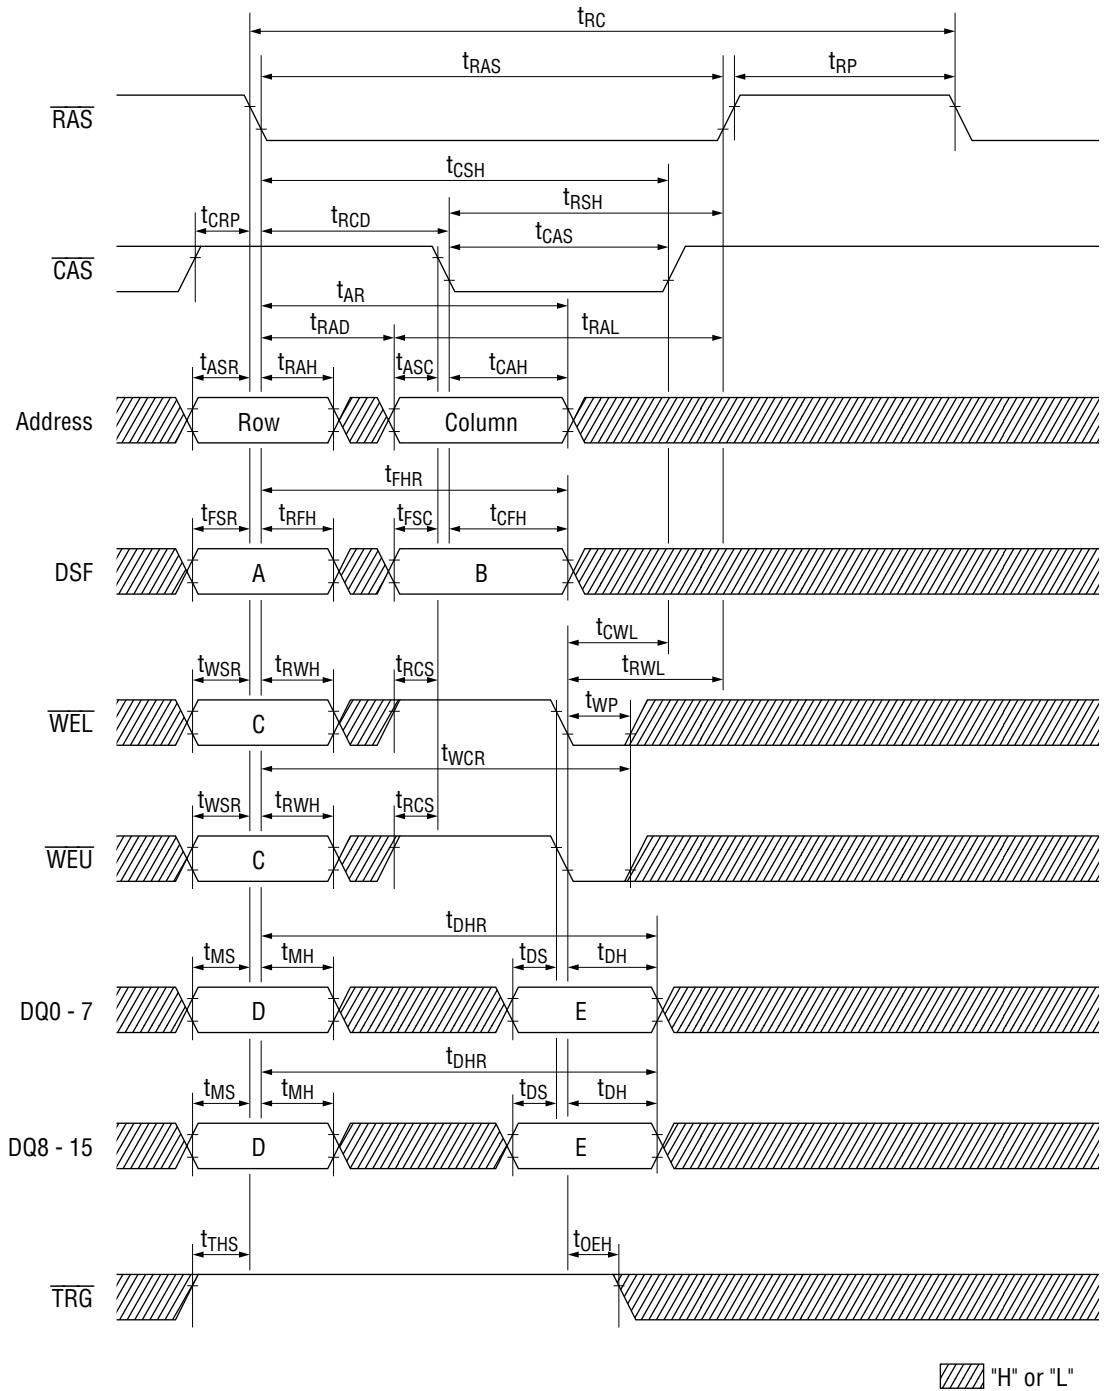 tRC
tRAS tRP
RAS
tCSH
tRSH
tCRP tRCD
tCAS
CAS
tAR
tRAD tRAL
tASR tRAH tASC tCAH
Address Row Column
tFHR
tFSR tRFH tFSC tCFH
DSF A B
tCWL
tWSR tRWH tRCS tRWL
tWP
WEL C
tWCR
tWSR tRWH tRCS
WEU C
tDHR
tMS tMH tDS tDH
DQ0 - 7 D E
tDHR
tMS tMH tDS tDH
DQ8 - 15 D E
tTHS tOEH
TRG
"H" or "L"